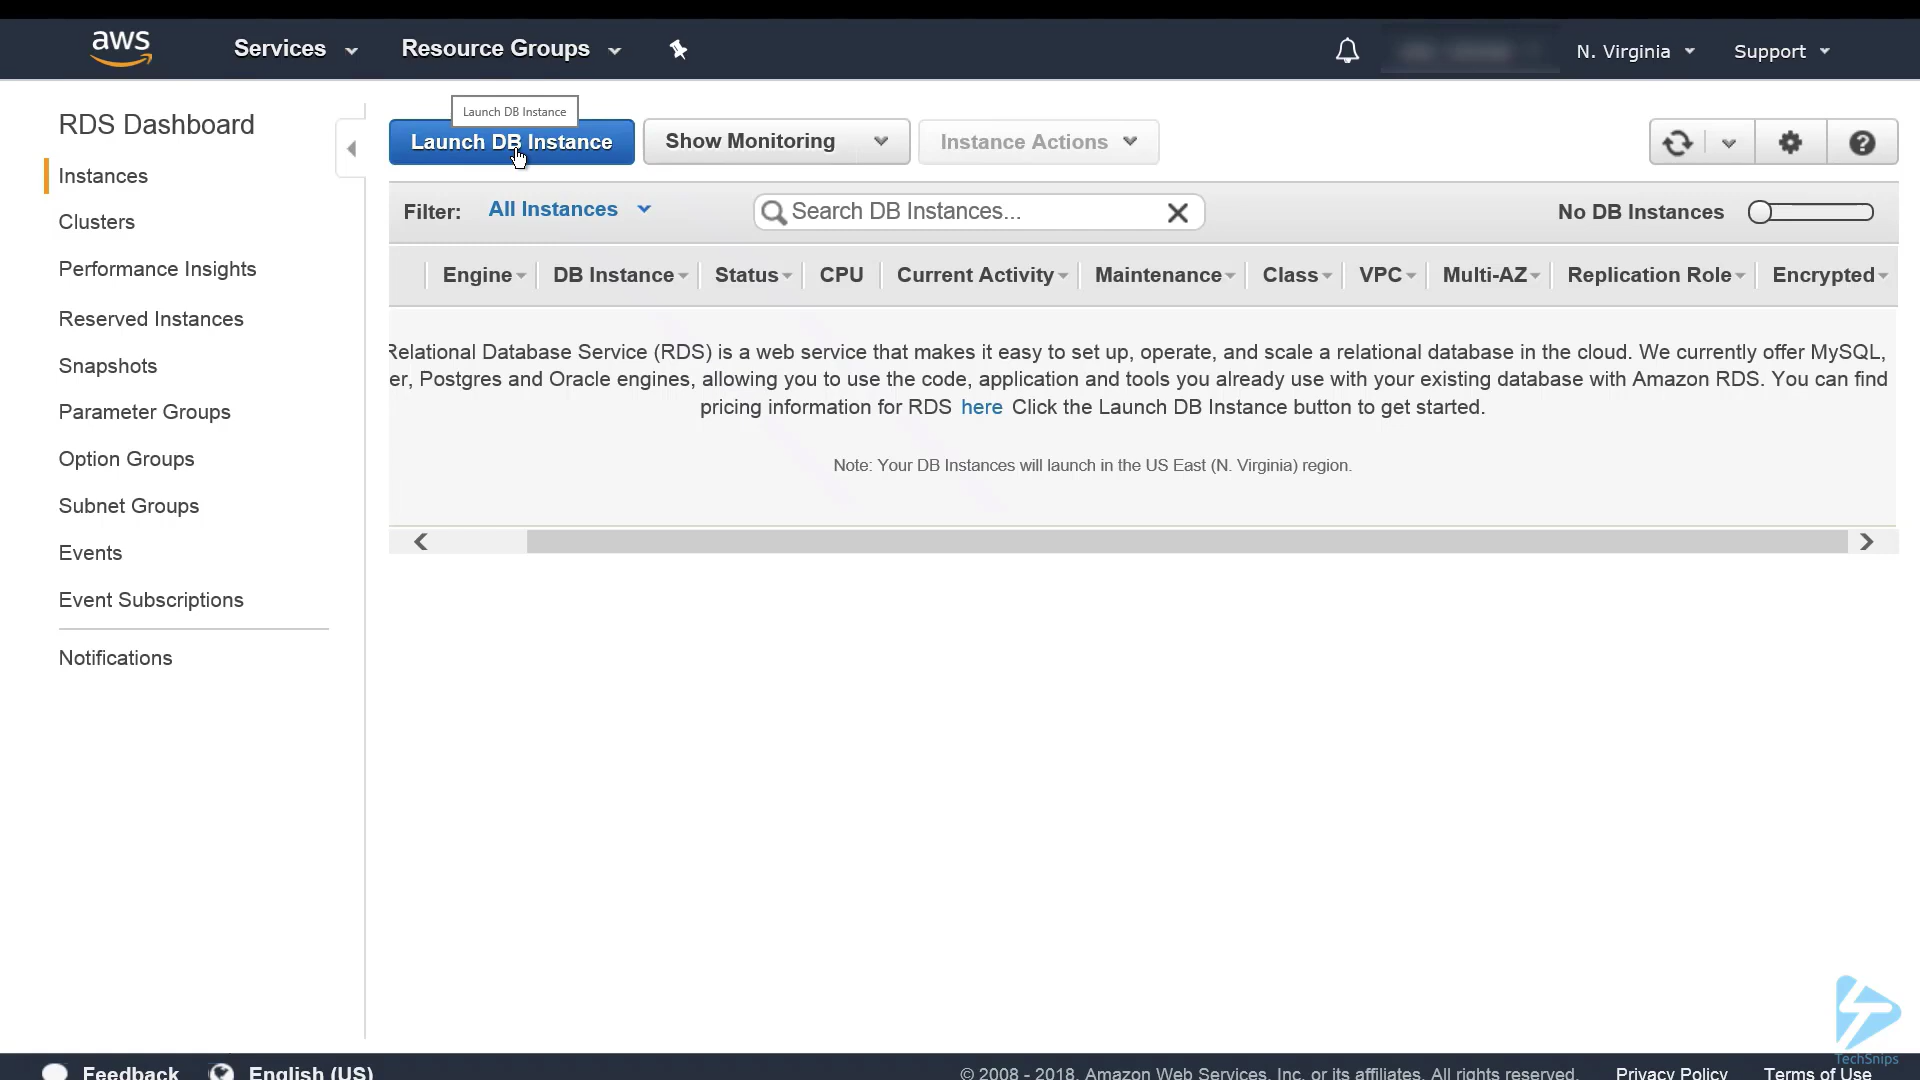 aws
Services
Resource Groups
N. Virginia
Support
RDS Dashboard
Instances
Clusters
Performance Insights
Reserved Instances
Snapshots
Parameter Groups
Option Groups
Subnet Groups
Events
Event Subscriptions
Notifications
Launch DB Instance
Launch DB Instance
Show Monitoring
Instance Actions
Filter:
All Instances
Search DB Instances...
No DB Instances
Engine
DB Instance
Status
CPU
Current Activity
Maintenance
Class
VPC
Multi-AZ
Replication Role
Encrypted
Relational Database Service (RDS) is a web service that makes it easy to set up, operate, and scale a relational database in the cloud. We currently offer MySQL,
er, Postgres and Oracle engines, allowing you to use the code, application and tools you already use with your existing database with Amazon RDS. You can find
pricing information for RDS here Click the Launch DB Instance button to get started.
Note: Your DB Instances will launch in the US East (N. Virginia) region.
TechSnips
Feedback
English (US)
© 2008 - 2018, Amazon Web Services, Inc. or its affiliates. All rights reserved.
Privacy Policy
Terms of Use